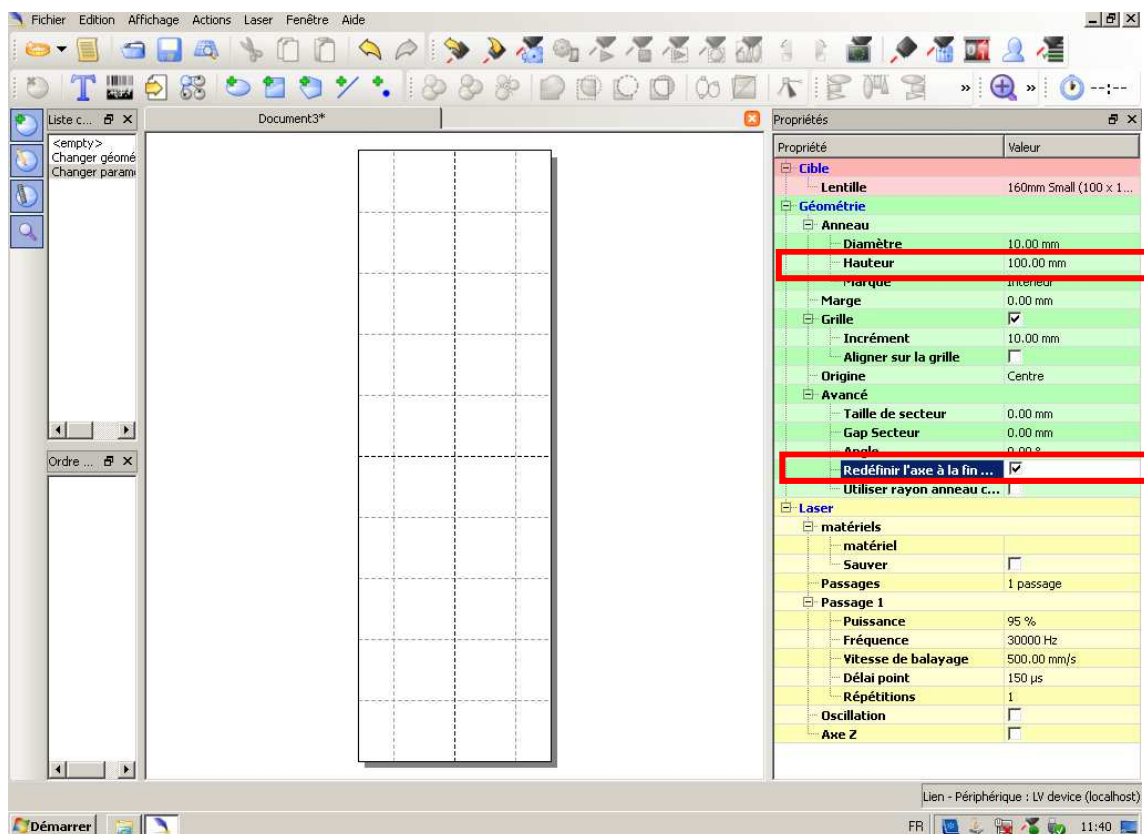 Fichier Edition Affichage Actions Laser Fenêtre Aide
--:--
Liste c...
Document3*
Propriétés
<empty>
Changer géomé
Changer param
Propriété Valeur
Cible
Lentille 160mm Small (100 x 1...
Géométrie
Anneau
Diamètre 10.00 mm
Hauteur 100.00 mm
Marque Intérieur
Marge 0.00 mm
Grille
Incrément 10.00 mm
Aligner sur la grille
Origine Centre
Avancé
Taille de secteur 0.00 mm
Gap Secteur 0.00 mm
Angle 0.00 °
Ordre ...
Redéfinir l'axe à la fin ...
Utiliser rayon anneau c...
Laser
matériels
matériel
Sauver
Passages 1 passage
Passage 1
Puissance 95 %
Fréquence 30000 Hz
Vitesse de balayage 500.00 mm/s
Délai point 150 µs
Répétitions 1
Oscillation
Axe Z
Lien - Périphérique : LV device (localhost)
Démarrer
FR 11:40